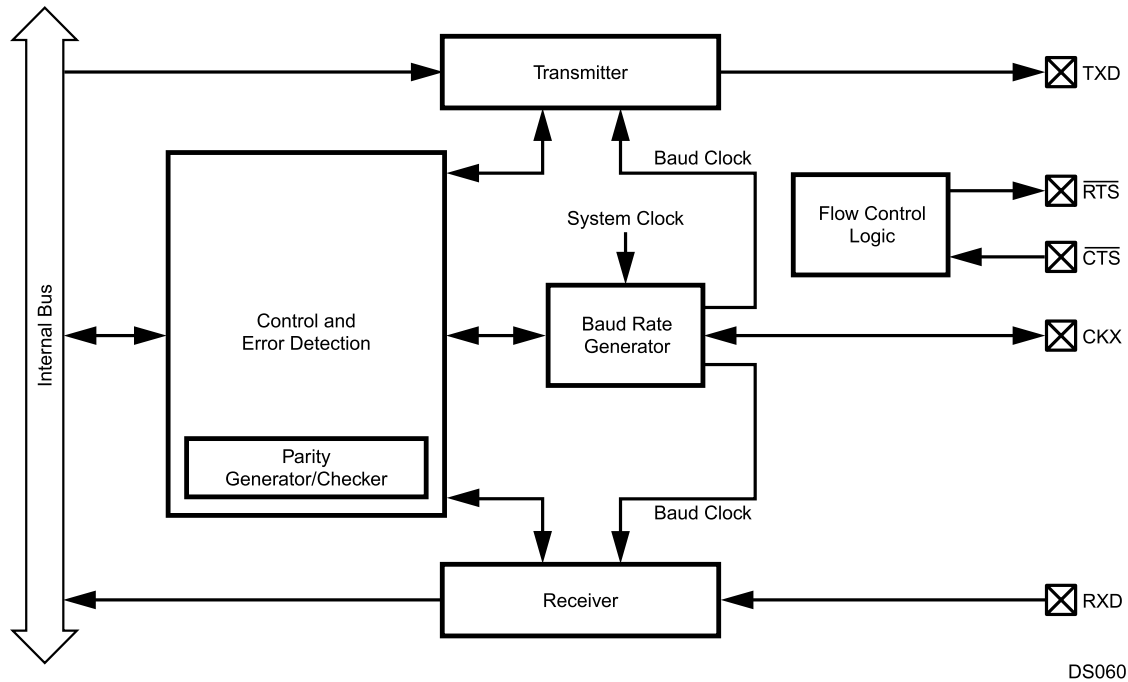 Transmitter
TXD
Baud Clock
RTS
Flow Control
Logic
System Clock
CTS
Internal Bus
Control and
Error Detection
Baud Rate
Generator
CKX
Parity
Generator/Checker
Baud Clock
Receiver
RXD
DS060